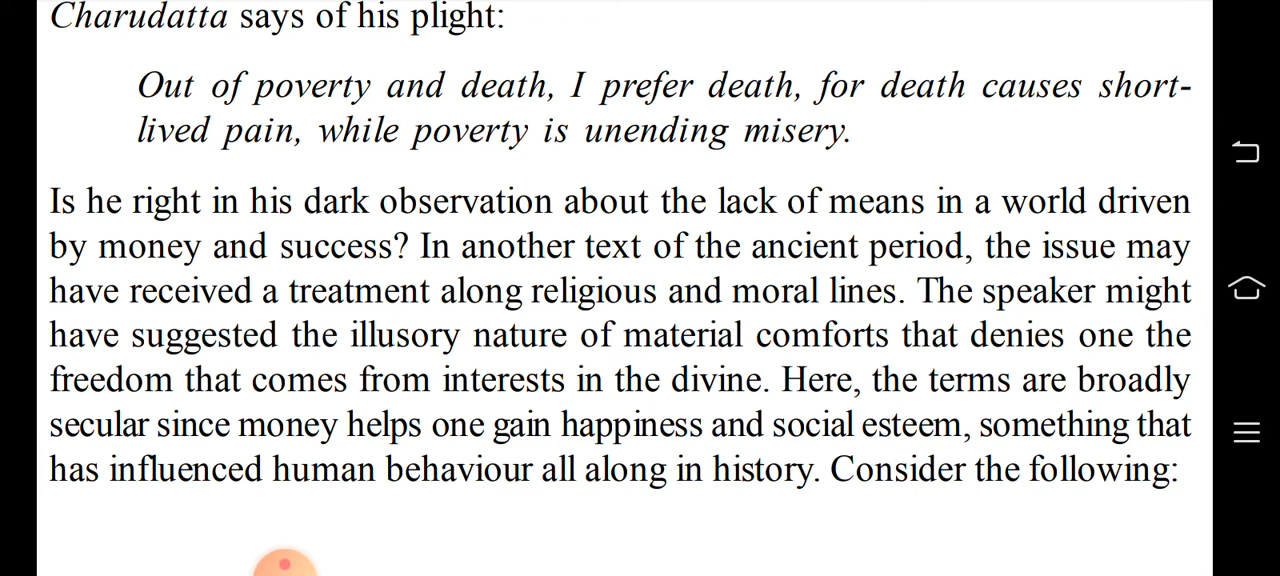 Charudatta says of his plight:
Out of poverty and death, I prefer death, for death causes short-
lived pain, while poverty is unending misery.
Is he right in his dark observation about the lack of means in a world driven
by money and success? In another text of the ancient period, the issue may
have received a treatment along religious and moral lines. The speaker might
have suggested the illusory nature of material comforts that denies one the
freedom that comes from interests in the divine. Here, the terms are broadly
secular since money helps one gain happiness and social esteem, something that
has influenced human behaviour all along in history. Consider the following: